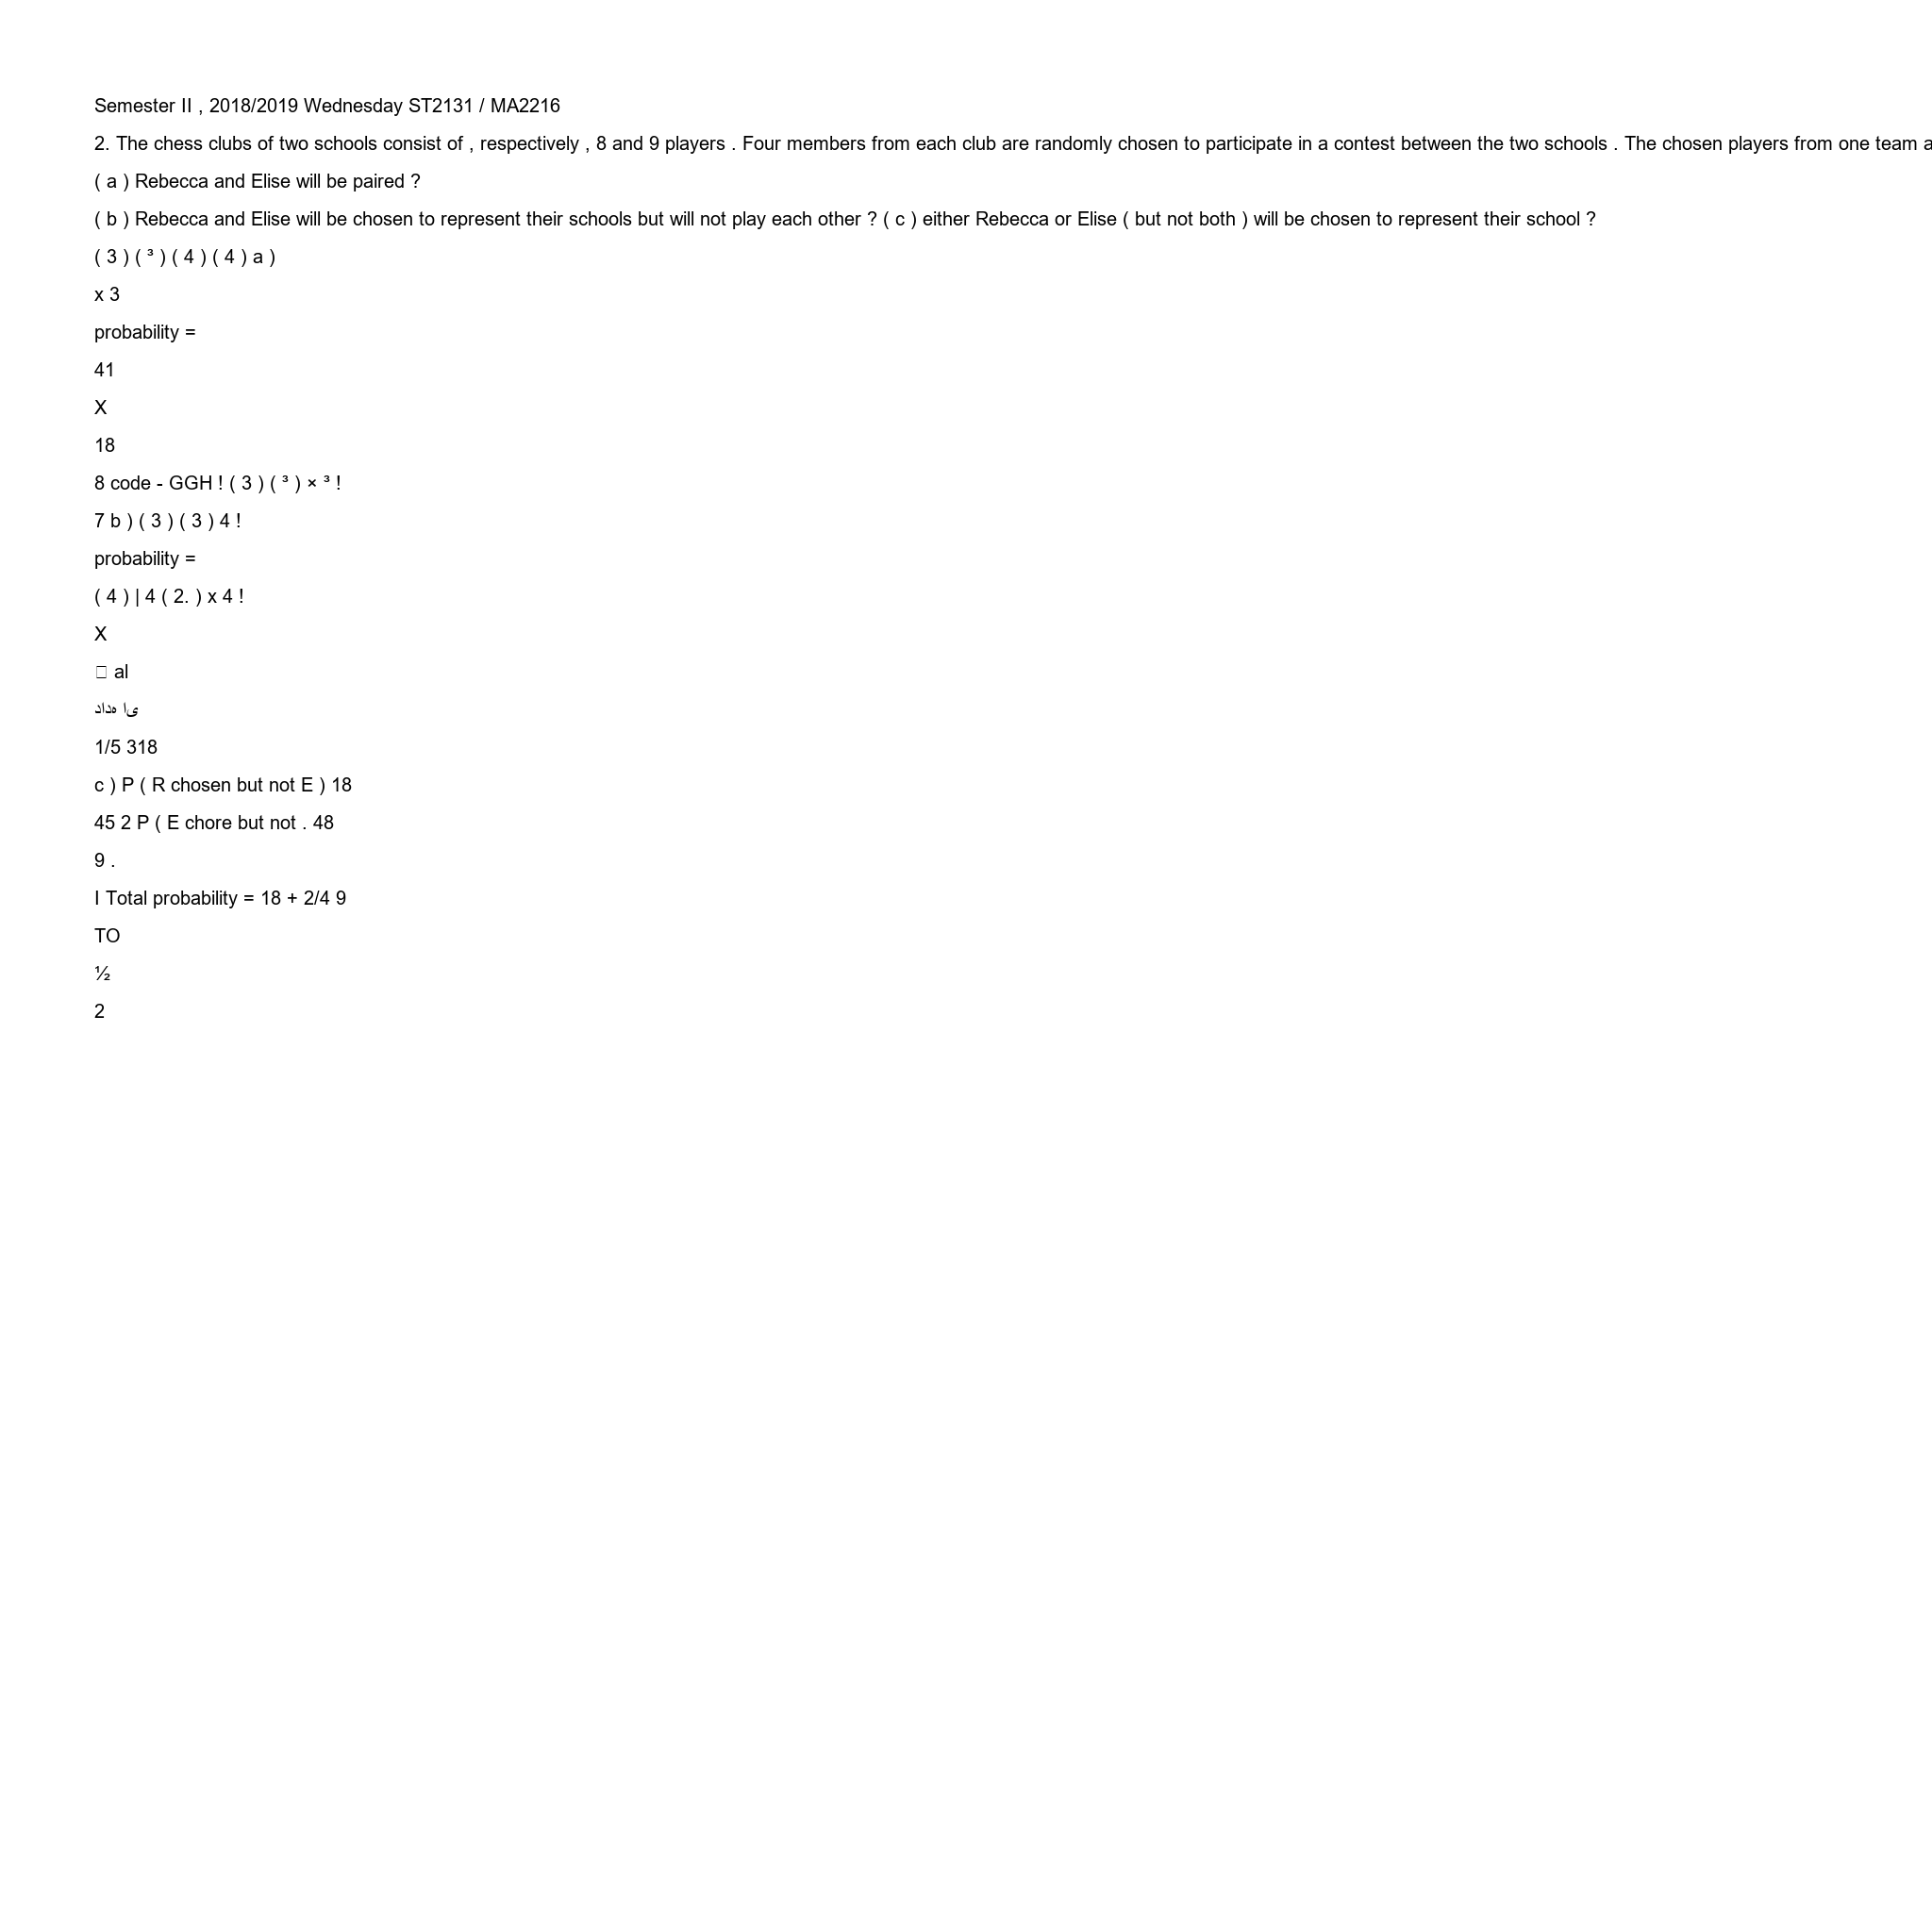 Semester II , 2018/2019 Wednesday ST2131 / MA2216
2. The chess clubs of two schools consist of , respectively , 8 and 9 players . Four members from each club are randomly chosen to participate in a contest between the two schools . The chosen players from one team a
( a ) Rebecca and Elise will be paired ?
( b ) Rebecca and Elise will be chosen to represent their schools but will not play each other ? ( c ) either Rebecca or Elise ( but not both ) will be chosen to represent their school ?
( 3 ) ( ³ ) ( 4 ) ( 4 ) a )
x 3
probability =
41
X
18
8 code - GGH ! ( 3 ) ( ³ ) × ³ !
7 b ) ( 3 ) ( 3 ) 4 !
probability =
( 4 ) | 4 ( 2. ) x 4 !
X
al
1/5 318
c ) P ( R chosen but not E ) 18
45 2 P ( E chore but not . 48
9 .
I Total probability = 18 + 2/4 9
TO
½
2